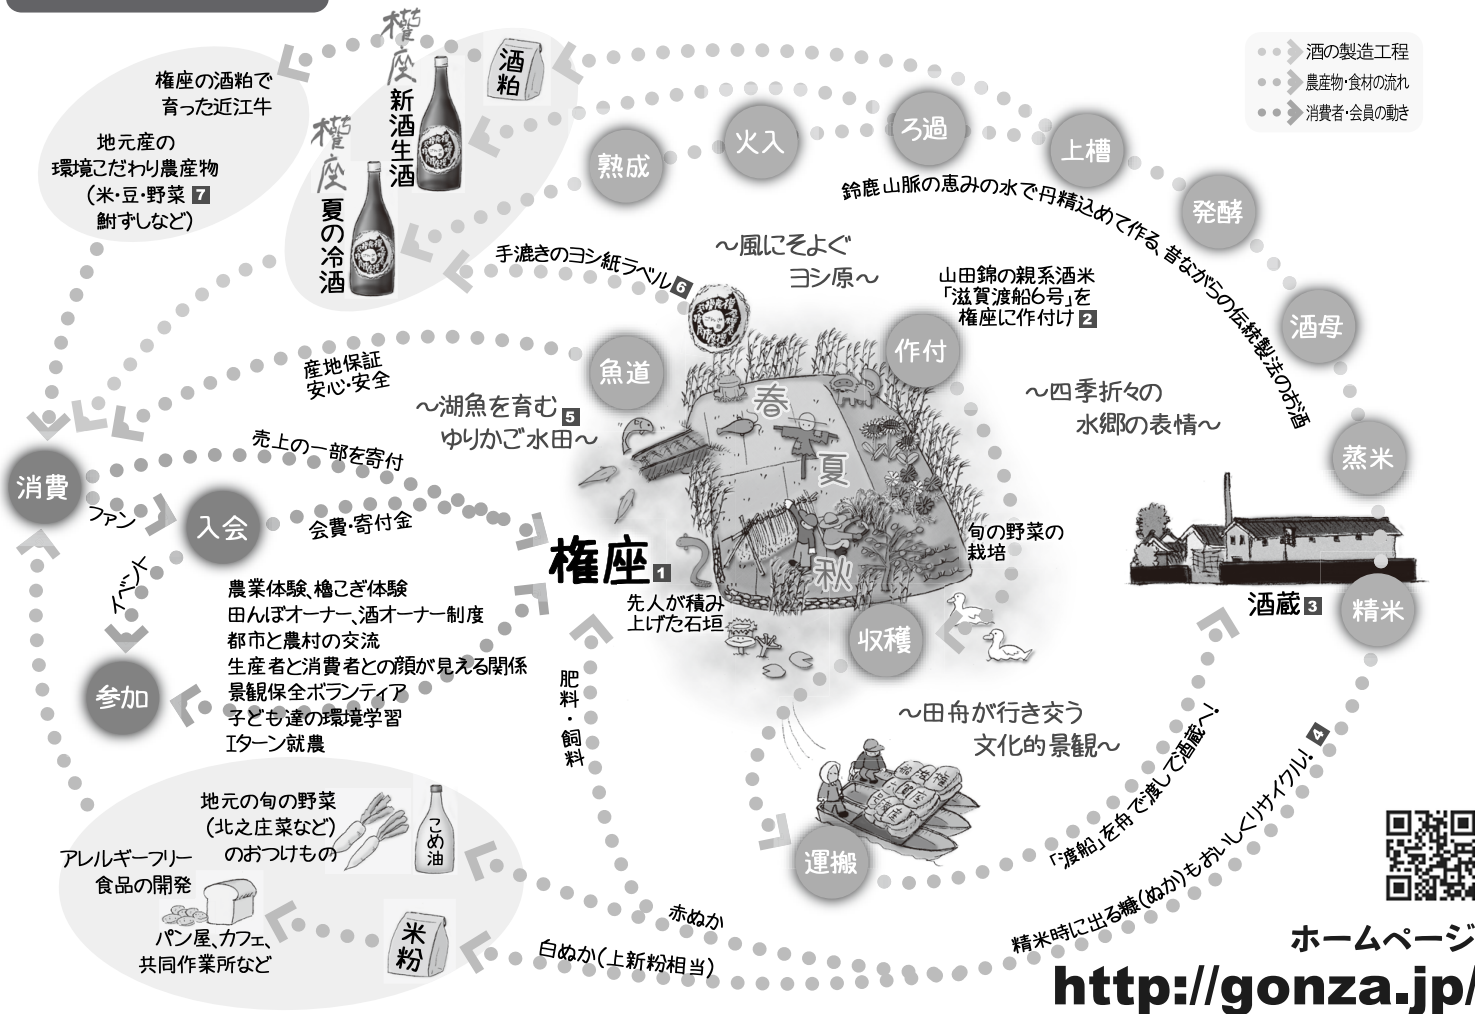 酒の製造工程
農産物・食材の流れ
消費者・会員の動き
権座の酒粕で
育った近江牛
地元産の
環境こだわり農産物
(米・豆・野菜 7
鮒ずしなど)
權座
新酒生酒
權座
夏の冷酒
酒粕
熟成
火入
ろ過
上槽
発酵
酒母
蒸米
精米
鈴鹿山脈の恵みの水で丹精込めて作る、昔ながらの伝統製法のお酒
手漉きのヨシ紙ラベル 6
~風にそよぐ
ヨシ原~
山田錦の親系酒米
「滋賀渡船6号」を
権座に作付け 2
作付
魚道
産地保証
安心・安全
~湖魚を育む 5
ゆりかご水田~
春
夏
秋
~四季折々の
水郷の表情~
旬の野菜の
栽培
消費
売上の一部を寄付
ファン
入会
会費・寄付金
イベント
参加
農業体験、櫓こぎ体験
田んぼオーナー、酒オーナー制度
都市と農村の交流
生産者と消費者との顔が見える関係
景観保全ボランティア
子ども達の環境学習
Iターン就農
権座 1
先人が積み
上げた石垣
収穫
酒蔵 3
肥料・飼料
~田舟が行き交う
文化的景観~
運搬
「渡船」を舟で渡して酒蔵へ!
精米時に出る糠(ぬか)もおいしくリサイクル! 4
地元の旬の野菜
(北之庄菜など)
のおつけもの
こめ油
アレルギーフリー
食品の開発
パン屋、カフェ、
共同作業所など
米粉
赤ぬか
白ぬか(上新粉相当)
ホームページ
http://gonza.jp/